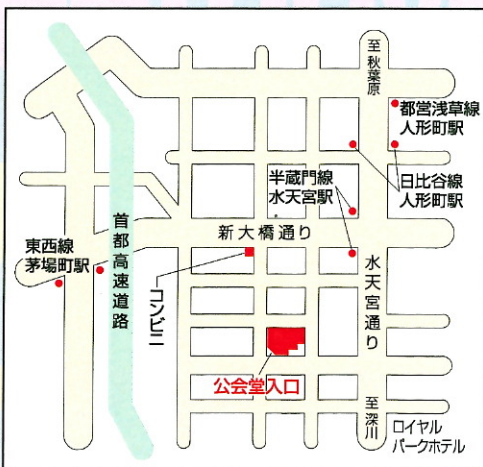 至秋葉原
都営浅草線
人形町駅
日比谷線
人形町駅
半蔵門線
水天宮駅
新大橋通り
首都高速道路
東西線
茅場町駅
コンビニ
水天宮通り
公会堂入口
至深川
ロイヤル
パークホテル